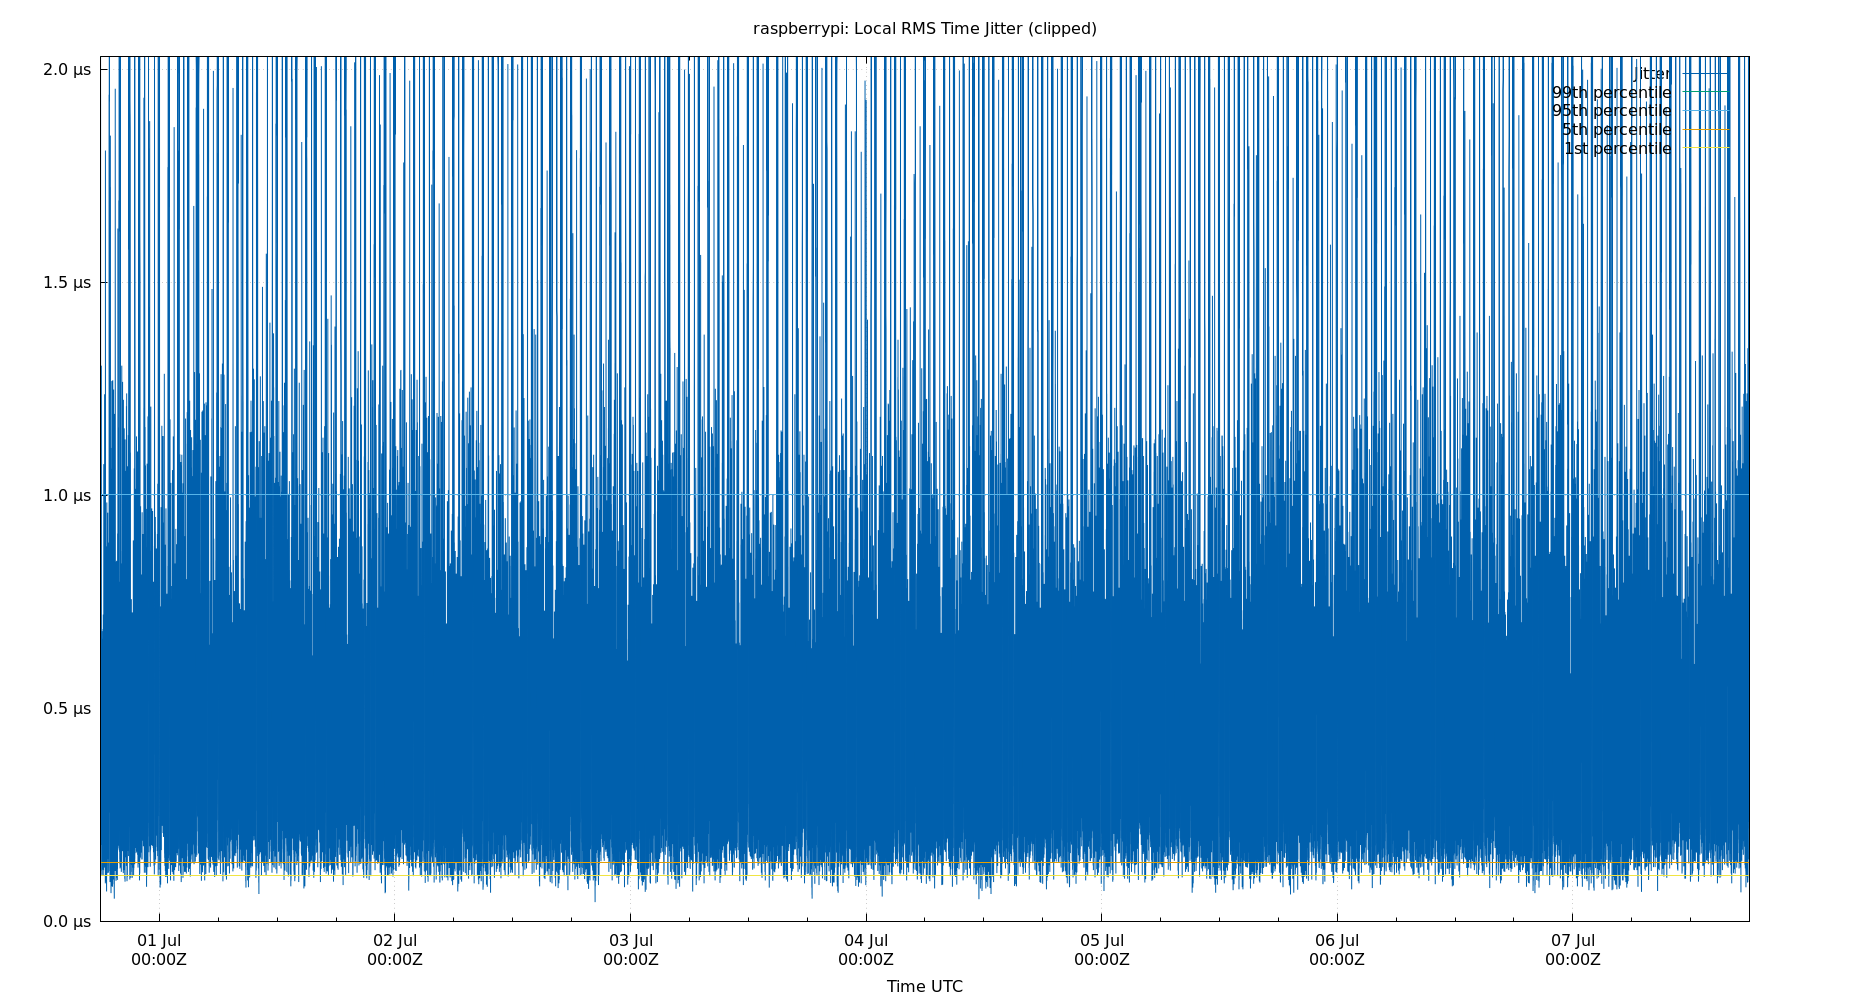 raspberrypi: Local RMS Time Jitter (clipped)
2.0 µs
jitter
99th percentile
95th percentile
5th percentile
1st percentile
1.5 µs
1.0 µs
0.5 µs
0.0 µs
01 Jul 02 Jul 03 Jul 04 Jul 05 Jul 06 Jul 07 Jul
00:00Z 00:00Z 00:00Z 00:00Z 00:00Z 00:00Z 00:00Z
Time UTC